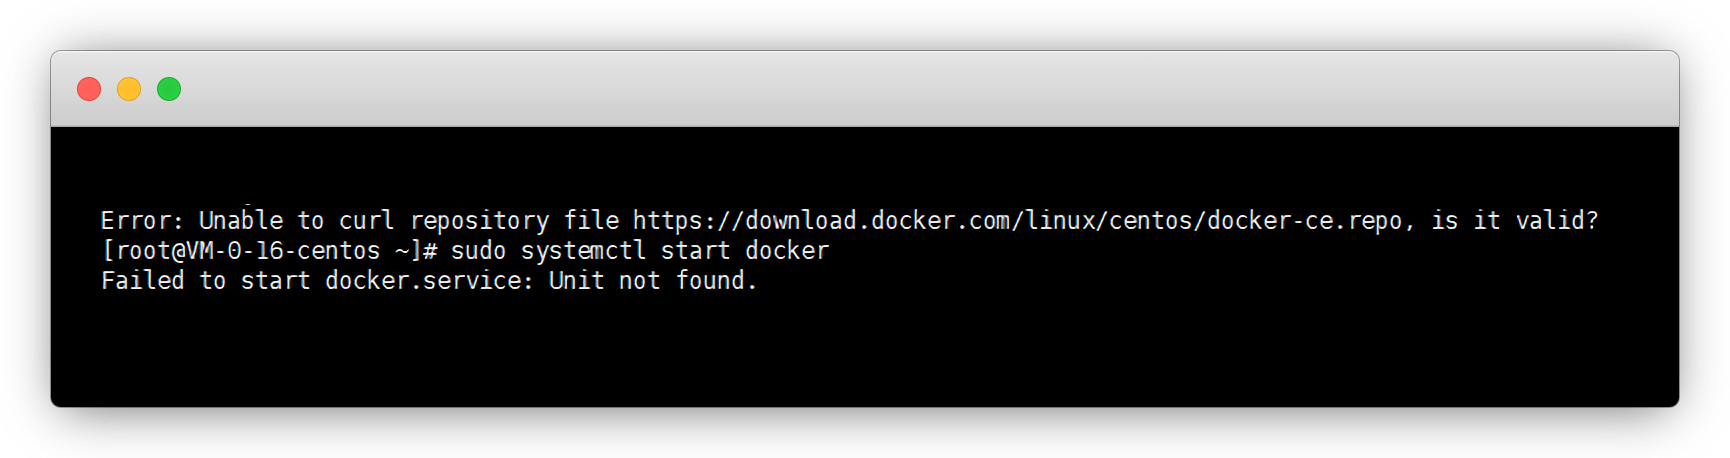 Error: Unable to curl repository file https://download.docker.com/linux/centos/docker-ce.repo, is it valid?
[root@VM-0-16-centos ~]# sudo systemctl start docker
Failed to start docker.service: Unit not found.